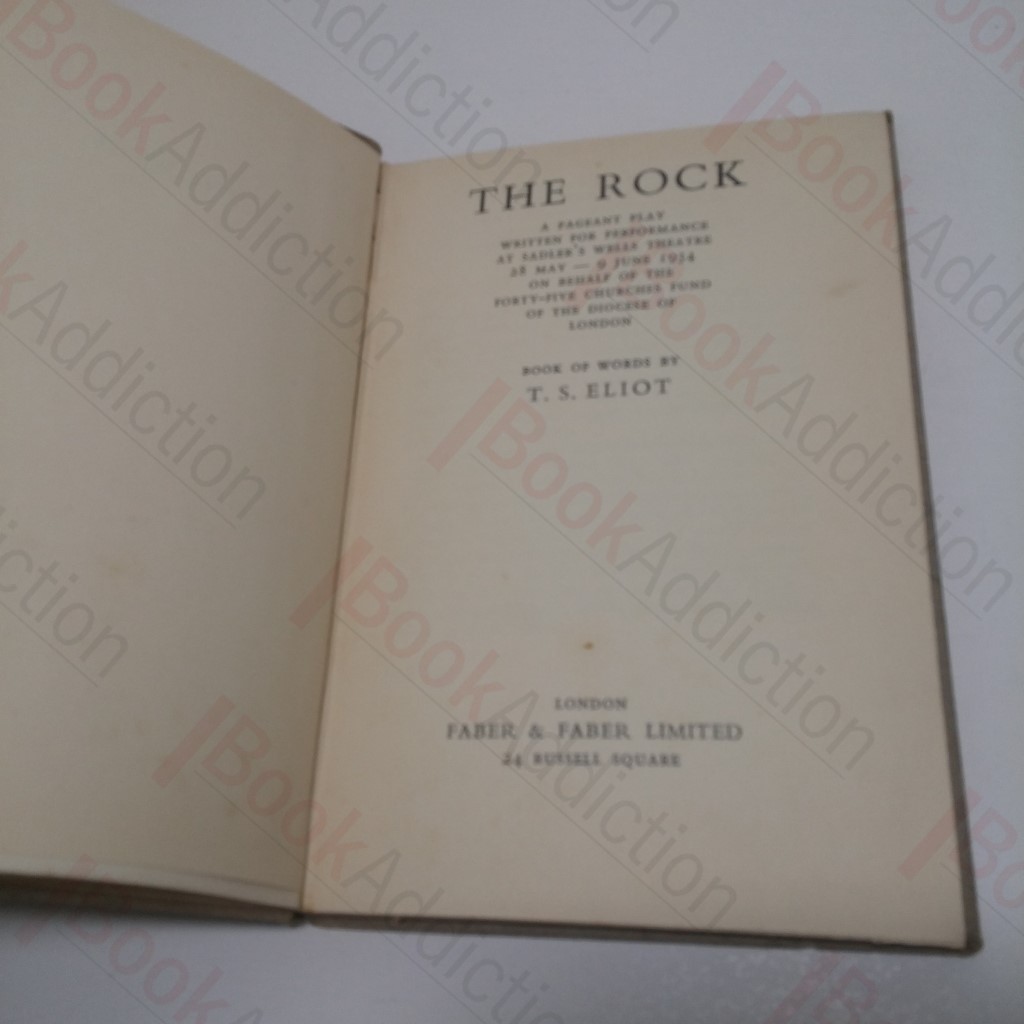 THE ROCK
A PAGEANT PLAY
WRITTEN FOR PERFORMANCE
AT SADLER'S WELLS THEATRE
28 MAY — 9 JUNE 1934
ON BEHALF OF THE
FORTY-FIVE CHURCHES FUND
OF THE DIOCESE OF
LONDON
BOOK OF WORDS BY
T. S. ELIOT
LONDON
FABER & FABER LIMITED
24 RUSSELL SQUARE
BookAddiction